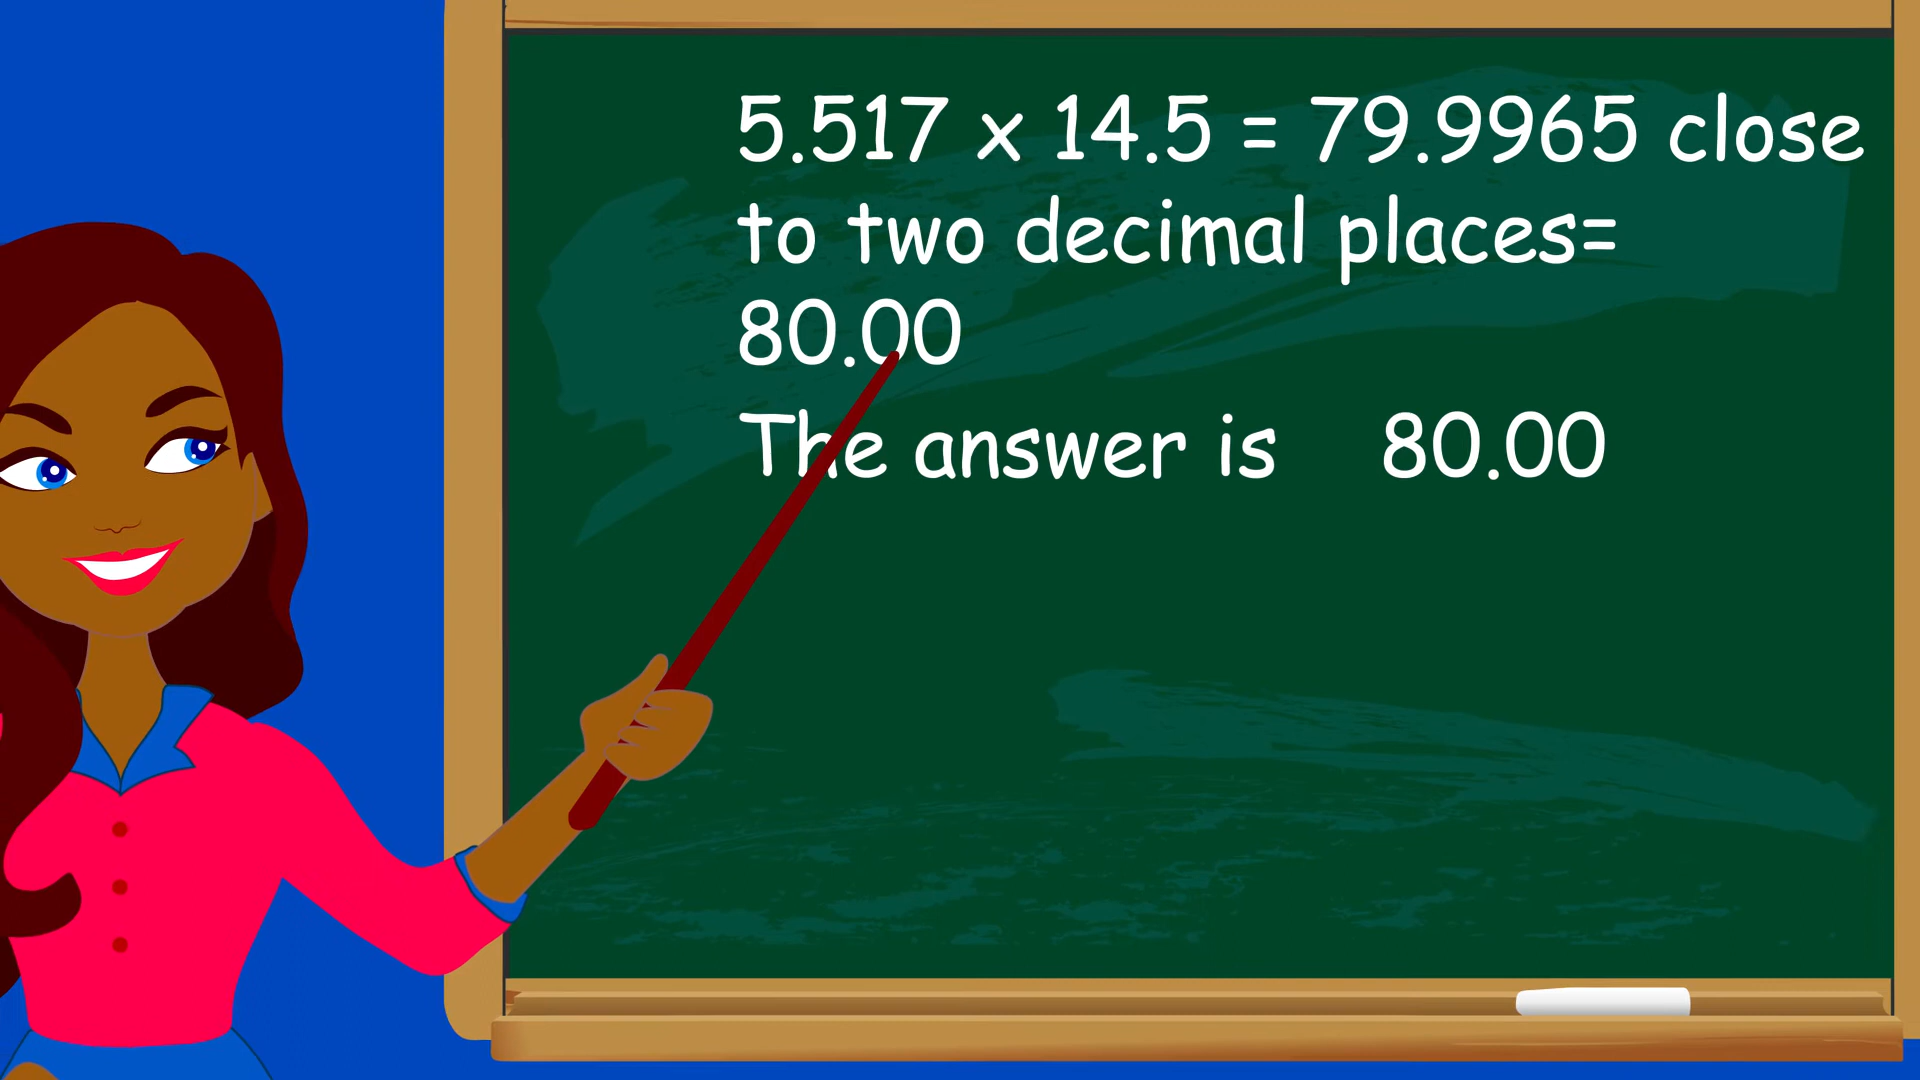 5.517 x 14.5 = 79.9965 close
to two decimal places=
80.00
The answer is 80.00